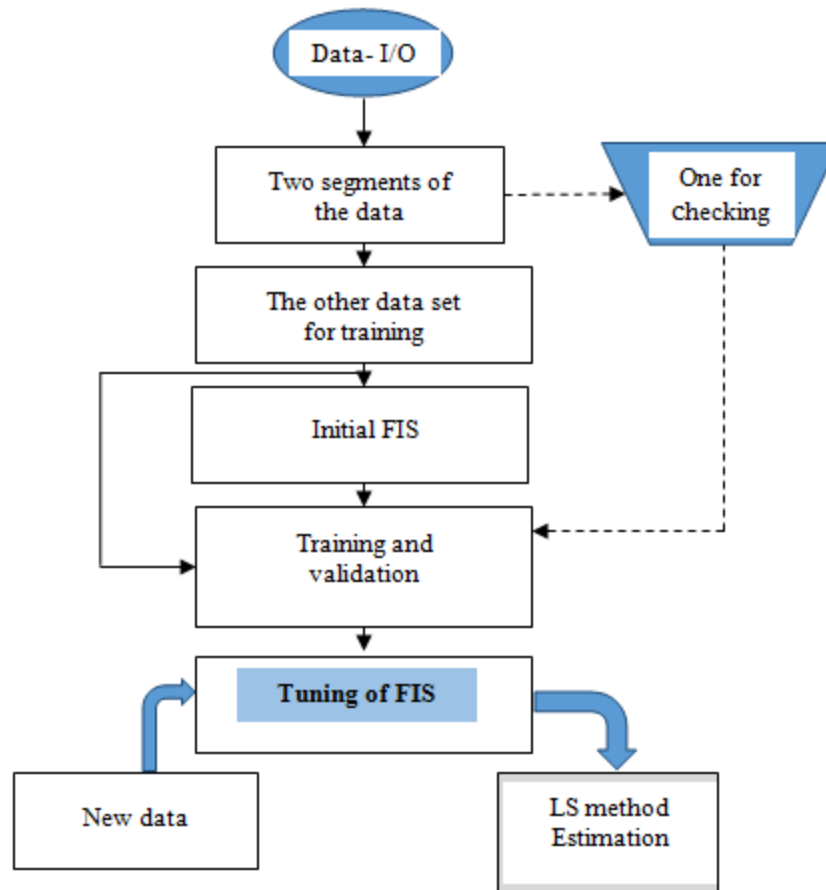 Data- I/O
Two segments of
the data
One for
checking
The other data set
for training
Initial FIS
Training and
validation
Tuning of FIS
New data
LS method
Estimation